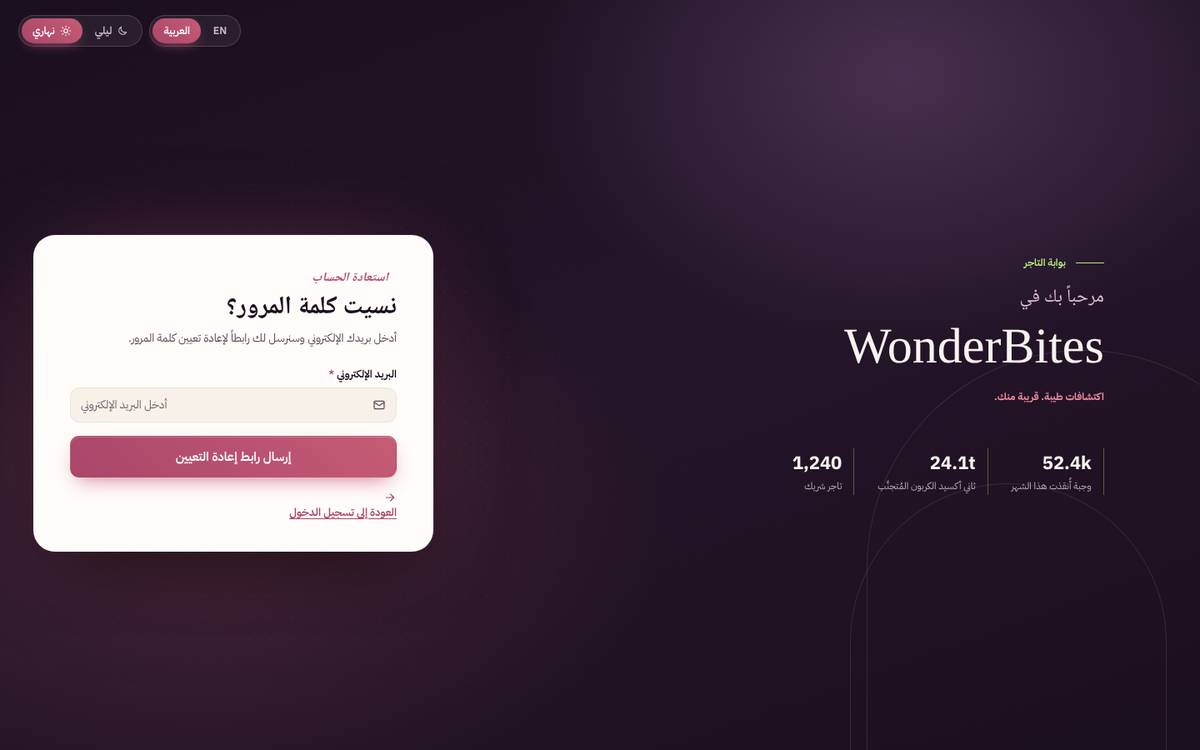 نهاري
ليلي
العربية
EN
بوابة التاجر
مرحباً بك في
WonderBites
اكتشافات طيبة. قريبة منك.
52.4k
وجبة أُنقذت هذا الشهر
24.1t
ثاني أكسيد الكربون المُتجنَّب
1,240
تاجر شريك
استعادة الحساب
نسيت كلمة المرور؟
أدخل بريدك الإلكتروني وسنرسل لك رابطاً لإعادة تعيين كلمة المرور.
البريد الإلكتروني *
أدخل البريد الإلكتروني
إرسال رابط إعادة التعيين
→
العودة إلى تسجيل الدخول